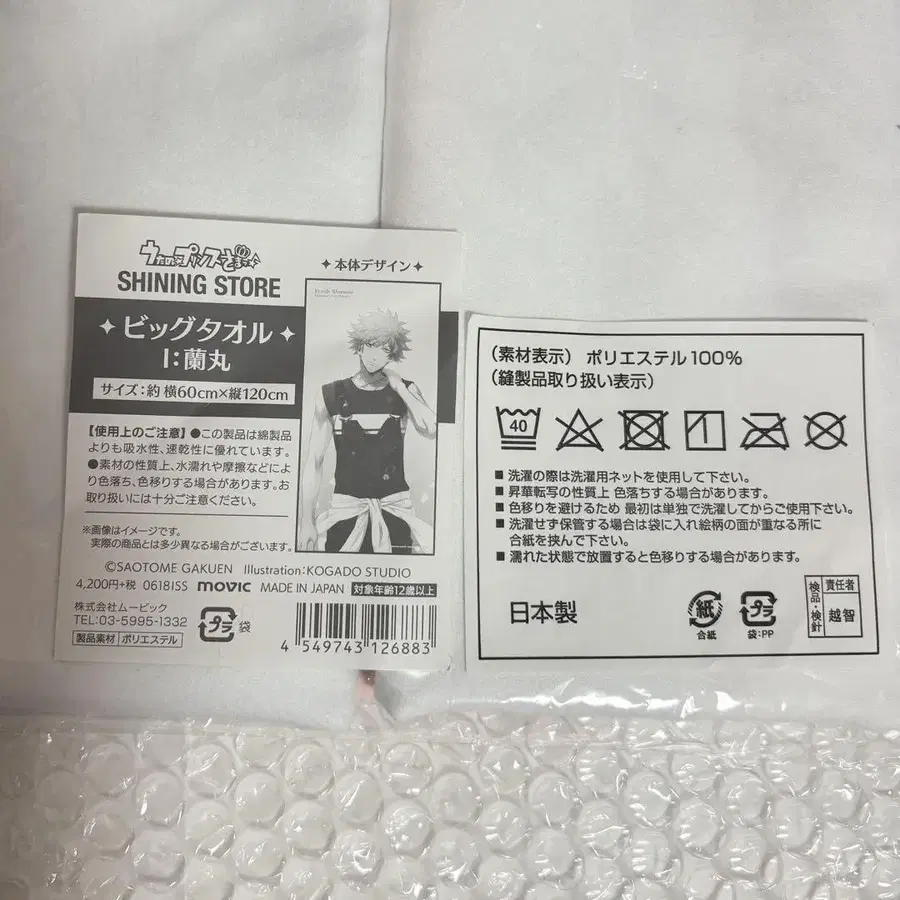 うたの☆プリンスさまっ♪
SHINING STORE
ビッグタオル
I:蘭丸
サイズ:約 横60cm×縦120cm
【使用上のご注意】●この製品は綿製品
よりも吸水性、速乾性に優れています。
●素材の性質上、水濡れや摩擦などによ
り色落ち、色移りする場合があります。お
取り扱いには十分ご注意ください。
※画像はイメージです。
実際の商品とは多少異なる場合がございます。
本体デザイン
©SAOTOME GAKUEN Illustration:KOGADO STUDIO
4,200円+税 0618ISS movic MADE IN JAPAN 対象年齢12歳以上
株式会社ムービック
TEL:03-5995-1332
製品素材 ポリエステル
プラ 袋
4 549743 126883
(素材表示) ポリエステル100%
(縫製品取り扱い表示)
40
■ 洗濯の際は洗濯用ネットを使用して下さい。
■ 昇華転写の性質上 色落ちする場合があります。
■ 色移りを避けるため 最初は単独で洗濯してからご使用下さい。
■ 洗濯せず保管する場合は袋に入れ絵柄の面が重なる所に
合紙を挟んで下さい。
■ 濡れた状態で放置すると色移りする場合があります。
日本製
紙
合紙
プラ
袋:PP
検品・検針
責任者
越智